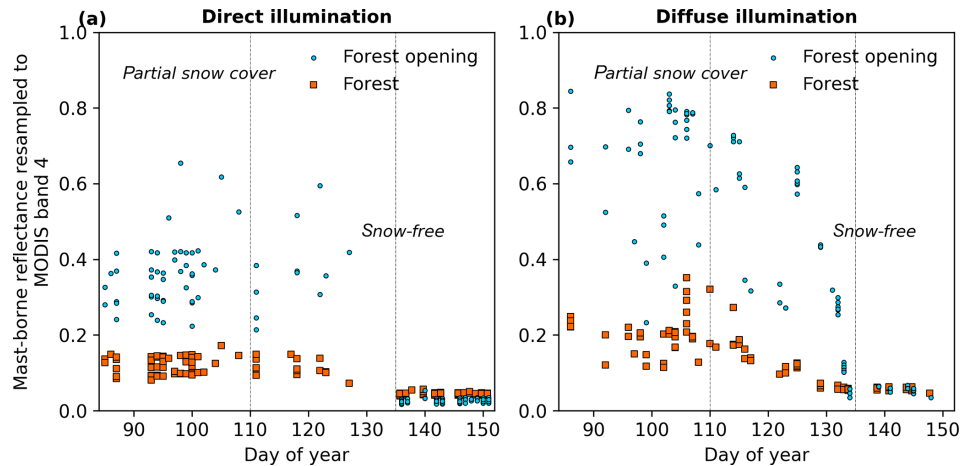 (a) Direct illumination
(b) Diffuse illumination
Mast-borne reflectance resampled to
MODIS band 4
1.0
0.8
0.6
0.4
0.2
0.0
Forest opening
Forest
Partial snow cover
Snow-free
90 100 110 120 130 140 150
Day of year
1.0
0.8
0.6
0.4
0.2
0.0
Forest opening
Forest
Partial snow cover
Snow-free
90 100 110 120 130 140 150
Day of year